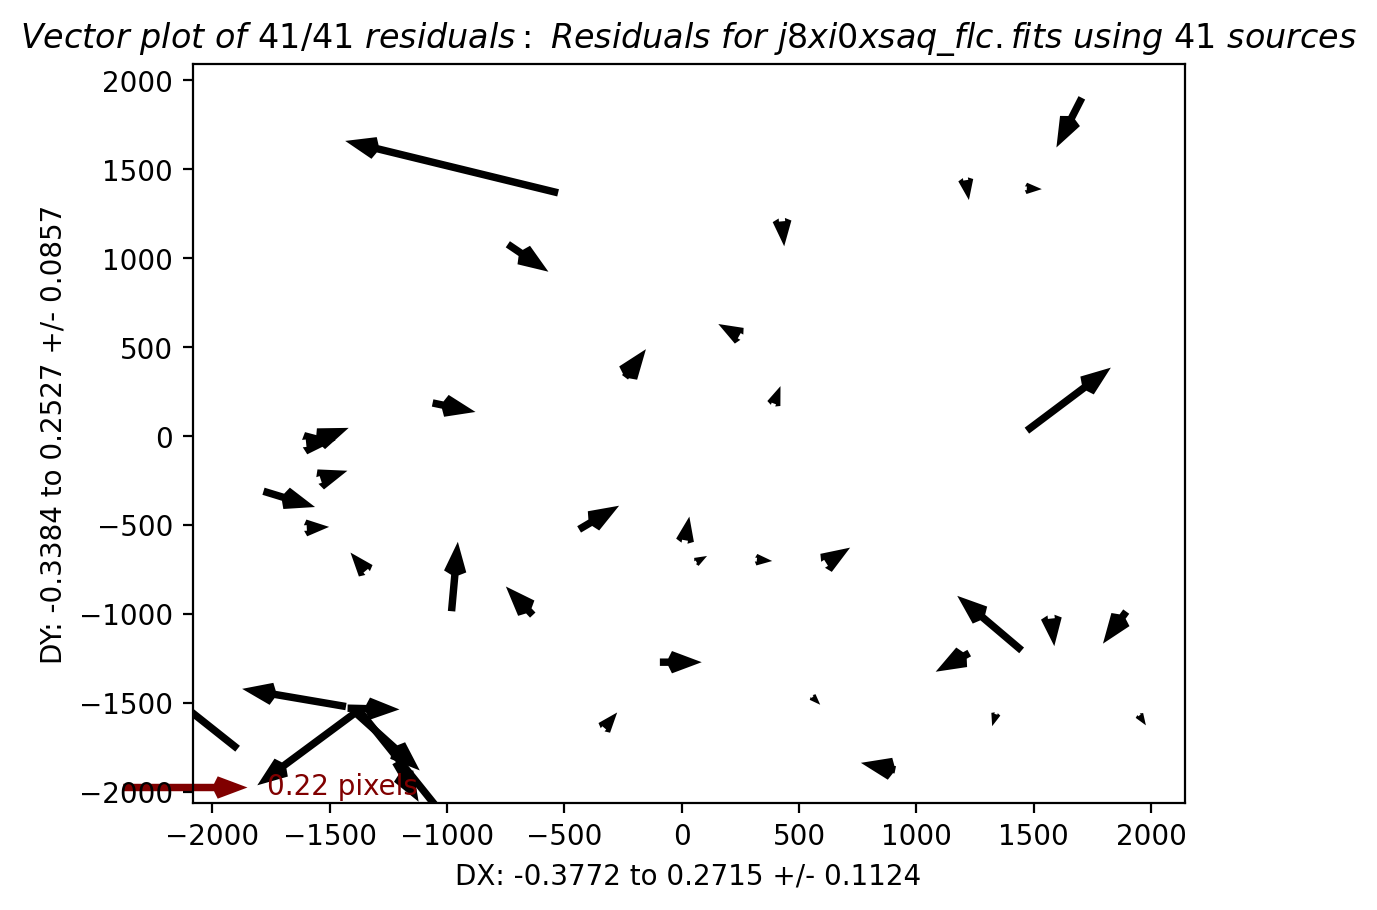 Vector plot of 41/41 residuals: Residuals for j8xi0xsaq_flc.fits using 41 sources
2000
1500
1000
500
0
−500
−1000
−1500
−2000
DY: -0.3384 to 0.2527 +/- 0.0857
0.22 pixels
−2000 −1500 −1000 −500 0 500 1000 1500 2000
DX: -0.3772 to 0.2715 +/- 0.1124